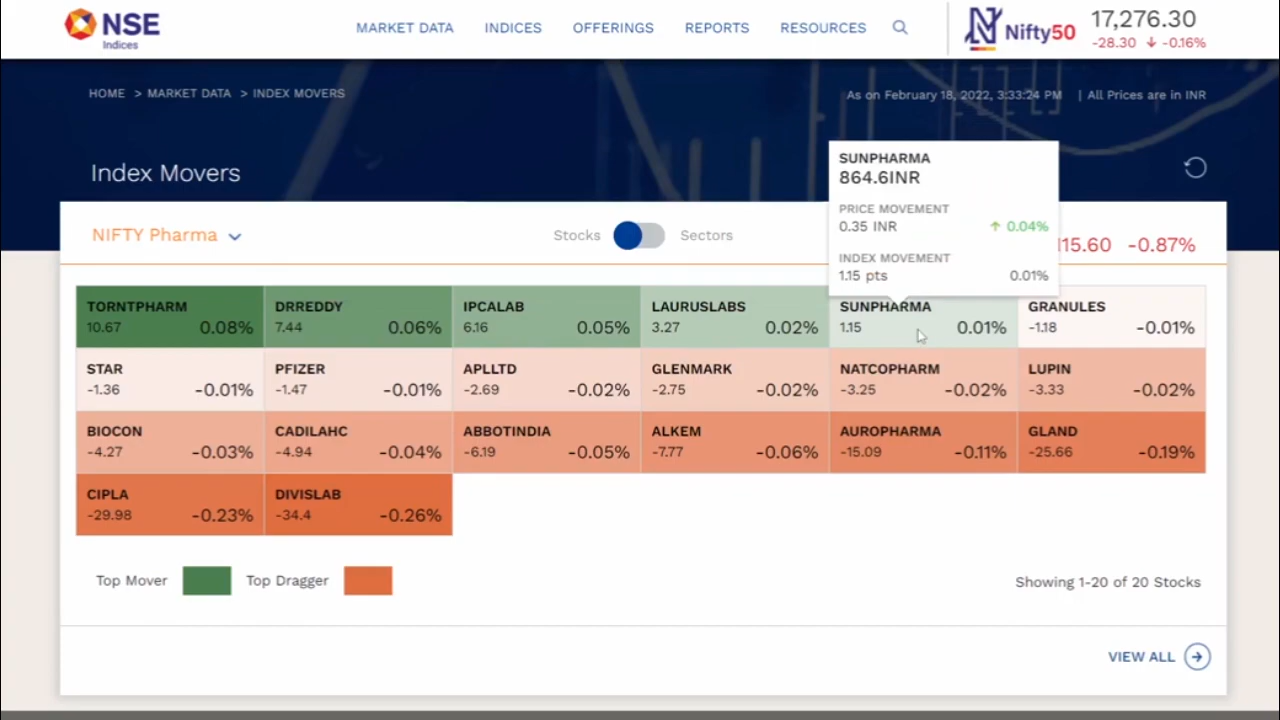 NSE
Indices
MARKET DATA
INDICES
OFFERINGS
REPORTS
RESOURCES
Nifty50
17,276.30
-28.30 ↓ -0.16%
HOME > MARKET DATA > INDEX MOVERS
As on February 18, 2022, 3:33:24 PM | All Prices are in INR
Index Movers
SUNPHARMA
864.6INR
PRICE MOVEMENT
0.35 INR ↑ 0.04%
INDEX MOVEMENT
1.15 pts 0.01%
NIFTY Pharma
Stocks
Sectors
115.60 -0.87%
TORNTPHARM
10.67 0.08%
DRREDDY
7.44 0.06%
IPCALAB
6.16 0.05%
LAURUSLABS
3.27 0.02%
SUNPHARMA
1.15 0.01%
GRANULES
-1.18 -0.01%
STAR
-1.36 -0.01%
PFIZER
-1.47 -0.01%
APLLTD
-2.69 -0.02%
GLENMARK
-2.75 -0.02%
NATCOPHARM
-3.25 -0.02%
LUPIN
-3.33 -0.02%
BIOCON
-4.27 -0.03%
CADILAHC
-4.94 -0.04%
ABBOTINDIA
-6.19 -0.05%
ALKEM
-7.77 -0.06%
AUROPHARMA
-15.09 -0.11%
GLAND
-25.66 -0.19%
CIPLA
-29.98 -0.23%
DIVISLAB
-34.4 -0.26%
Top Mover
Top Dragger
Showing 1-20 of 20 Stocks
VIEW ALL